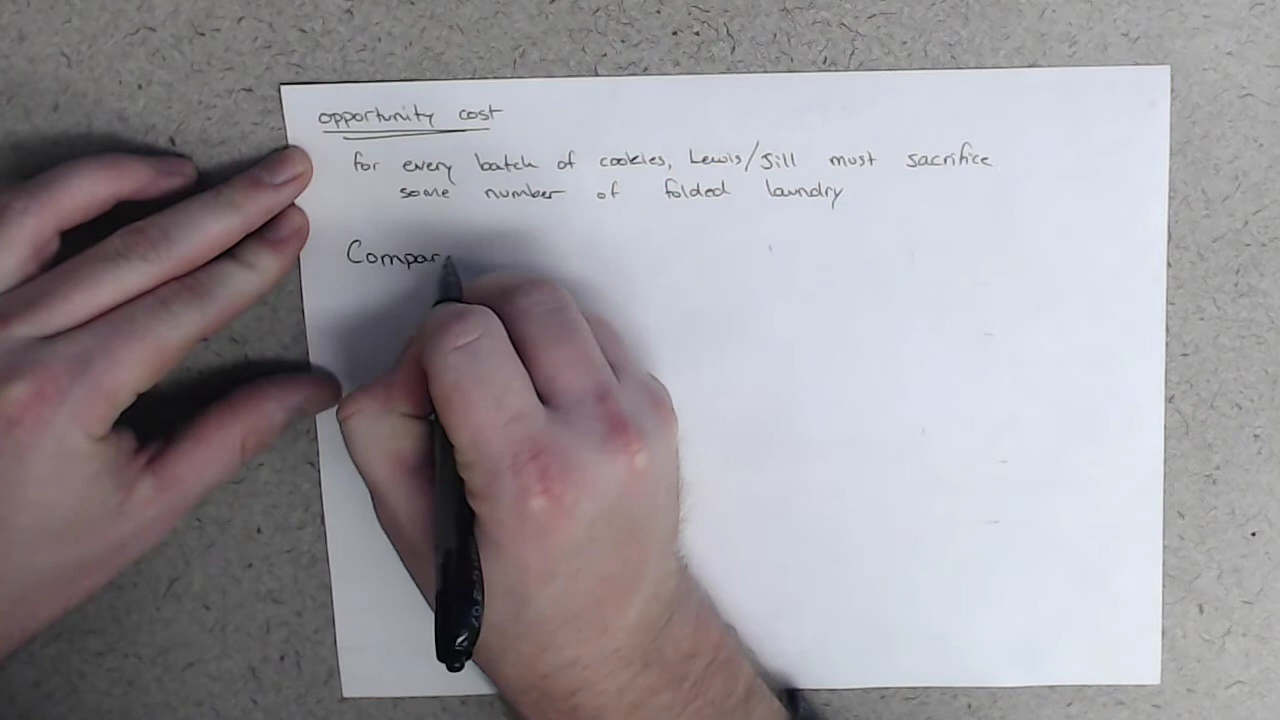 opportunity cost
for every batch of cookies, Lewis/Jill must sacrifice
some number of folded laundry
Compar